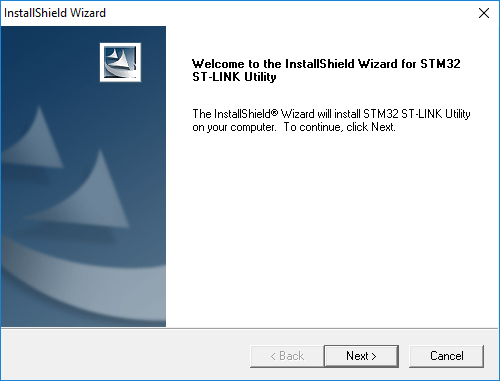 InstallShield Wizard
Welcome to the InstallShield Wizard for STM32
ST-LINK Utility
The InstallShield® Wizard will install STM32 ST-LINK Utility
on your computer.  To continue, click Next.
< Back
Next >
Cancel